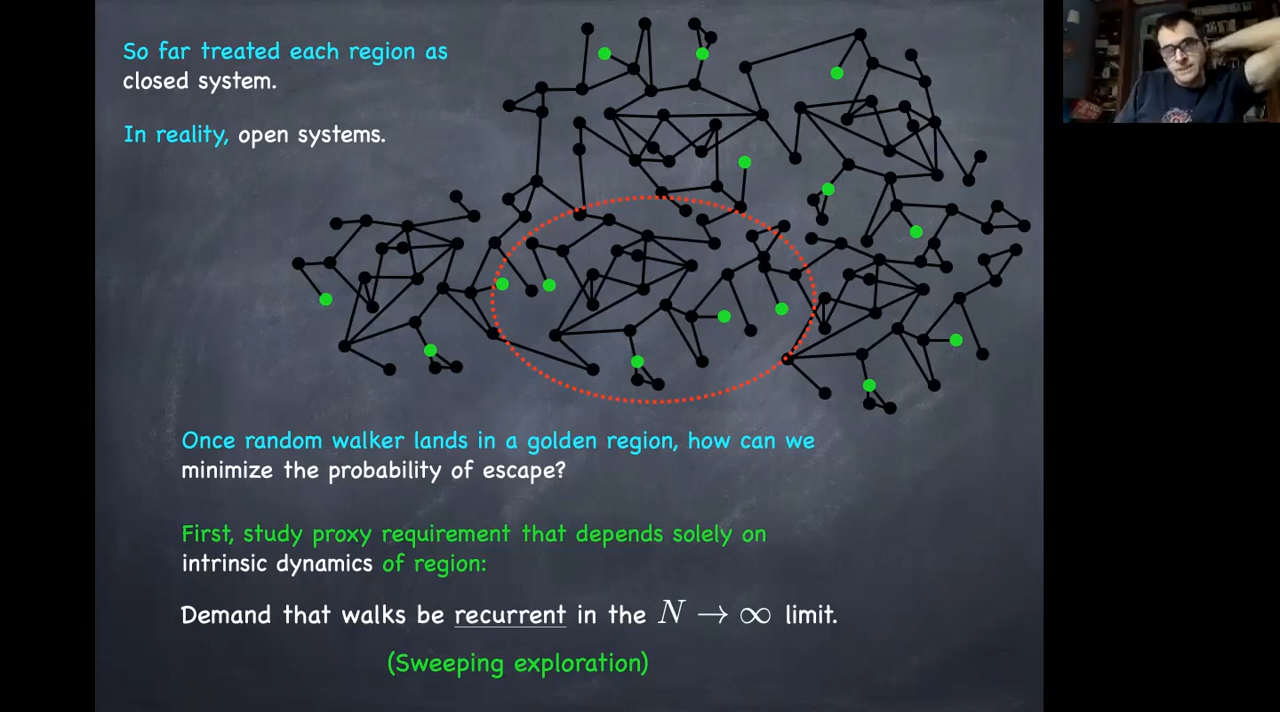 So far treated each region as
closed system.
In reality, open systems.
Once random walker lands in a golden region, how can we
minimize the probability of escape?
First, study proxy requirement that depends solely on
intrinsic dynamics of region:
Demand that walks be recurrent in the N → ∞ limit.
(Sweeping exploration)